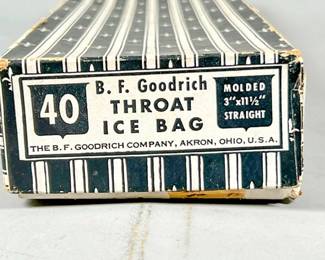 40
B. F. Goodrich
THROAT
ICE BAG
MOLDED
3"x11½"
STRAIGHT
THE B. F. GOODRICH COMPANY, AKRON, OHIO, U.S.A.